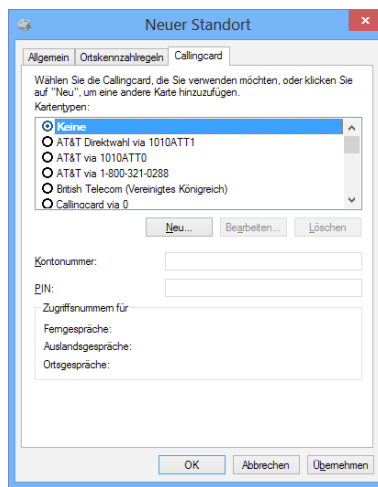 Neuer Standort
Allgemein Ortskennzahlregeln Callingcard
Wählen Sie die Callingcard, die Sie verwenden möchten, oder klicken Sie
auf "Neu", um eine andere Karte hinzuzufügen.
Kartentypen:
Keine
AT&T Direktwahl via 1010ATT1
AT&T via 1010ATT0
AT&T via 1-800-321-0288
British Telecom (Vereinigtes Königreich)
Callingcard via 0
Neu... Bearbeiten... Löschen
Kontonummer:
PIN:
Zugriffsnummern für
Ferngespräche:
Auslandsgespräche:
Ortsgespräche:
OK Abbrechen Übernehmen